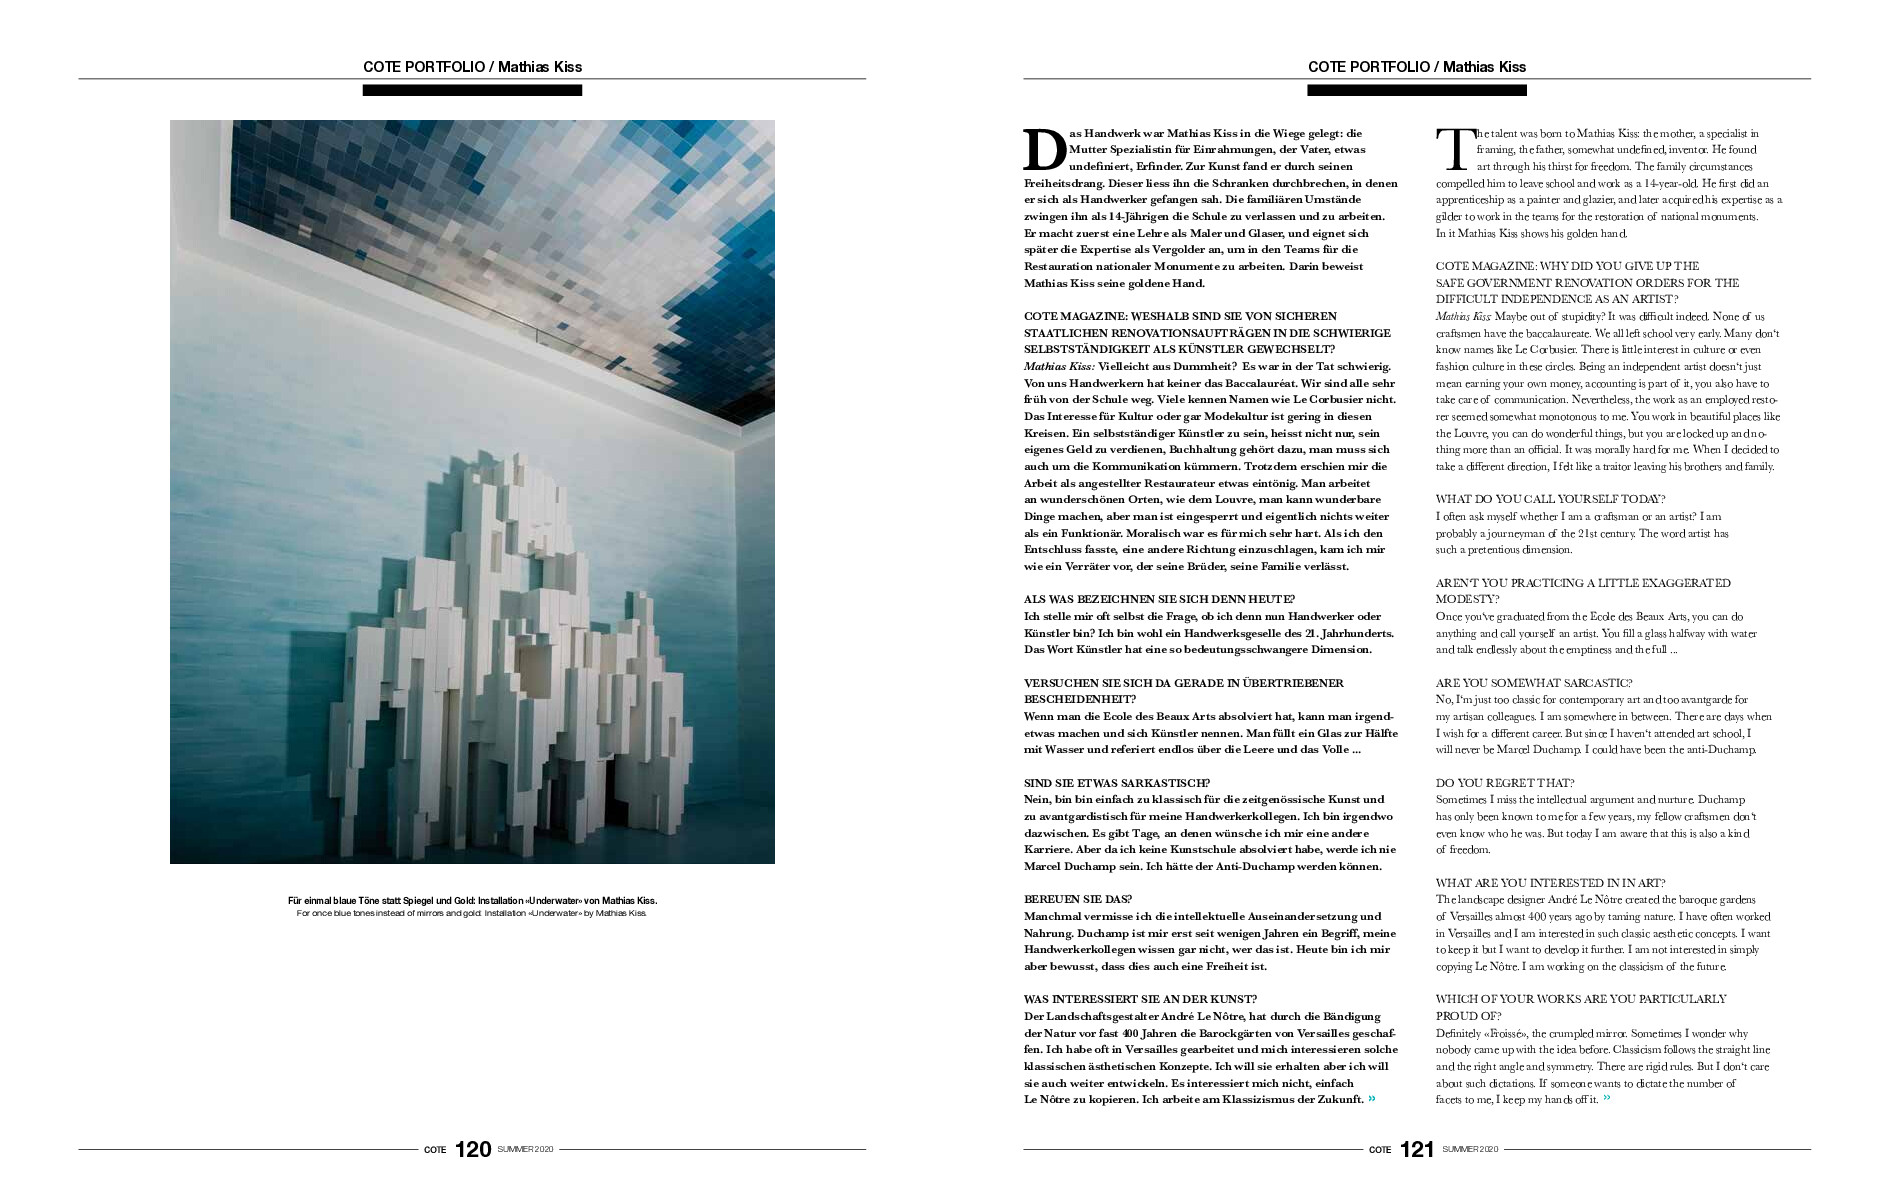 COTE PORTFOLIO / Mathias Kiss
Für einmal blaue Töne statt Spiegel und Gold: Installation «Underwater» von Mathias Kiss.
For once blue tones instead of mirrors and gold: Installation «Underwater» by Mathias Kiss.
COTE 120 SUMMER 2020
COTE PORTFOLIO / Mathias Kiss
Das Handwerk war Mathias Kiss in die Wiege gelegt: die
Mutter Spezialistin für Einrahmungen, der Vater, etwas
undefiniert, Erfinder. Zur Kunst fand er durch seinen
Freiheitsdrang. Dieser liess ihn die Schranken durchbrechen, in denen
er sich als Handwerker gefangen sah. Die familiären Umstände
zwingen ihn als 14-Jährigen die Schule zu verlassen und zu arbeiten.
Er macht zuerst eine Lehre als Maler und Glaser, und eignet sich
später die Expertise als Vergolder an, um in den Teams für die
Restauration nationaler Monumente zu arbeiten. Darin beweist
Mathias Kiss seine goldene Hand.
COTE MAGAZINE: WESHALB SIND SIE VON SICHEREN
STAATLICHEN RENOVATIONSAUFTRÄGEN IN DIE SCHWIERIGE
SELBSTSTÄNDIGKEIT ALS KÜNSTLER GEWECHSELT?
Mathias Kiss: Vielleicht aus Dummheit? Es war in der Tat schwierig.
Von uns Handwerkern hat keiner das Baccalauréat. Wir sind alle sehr
früh von der Schule weg. Viele kennen Namen wie Le Corbusier nicht.
Das Interesse für Kultur oder gar Modekultur ist gering in diesen
Kreisen. Ein selbstständiger Künstler zu sein, heisst nicht nur, sein
eigenes Geld zu verdienen, Buchhaltung gehört dazu, man muss sich
auch um die Kommunikation kümmern. Trotzdem erschien mir die
Arbeit als angestellter Restaurateur etwas eintönig. Man arbeitet
an wunderschönen Orten, wie dem Louvre, man kann wunderbare
Dinge machen, aber man ist eingesperrt und eigentlich nichts weiter
als ein Funktionär. Moralisch war es für mich sehr hart. Als ich den
Entschluss fasste, eine andere Richtung einzuschlagen, kam ich mir
wie ein Verräter vor, der seine Brüder, seine Familie verlässt.
ALS WAS BEZEICHNEN SIE SICH DENN HEUTE?
Ich stelle mir oft selbst die Frage, ob ich denn nun Handwerker oder
Künstler bin? Ich bin wohl ein Handwerksgeselle des 21. Jahrhunderts.
Das Wort Künstler hat eine so bedeutungsschwangere Dimension.
VERSUCHEN SIE SICH DA GERADE IN ÜBERTRIEBENER
BESCHEIDENHEIT?
Wenn man die Ecole des Beaux Arts absolviert hat, kann man irgend-
etwas machen und sich Künstler nennen. Man füllt ein Glas zur Hälfte
mit Wasser und referiert endlos über die Leere und das Volle ...
SIND SIE ETWAS SARKASTISCH?
Nein, bin bin einfach zu klassisch für die zeitgenössische Kunst und
zu avantgardistisch für meine Handwerkerkollegen. Ich bin irgendwo
dazwischen. Es gibt Tage, an denen wünsche ich mir eine andere
Karriere. Aber da ich keine Kunstschule absolviert habe, werde ich nie
Marcel Duchamp sein. Ich hätte der Anti-Duchamp werden können.
BEREUEN SIE DAS?
Manchmal vermisse ich die intellektuelle Auseinandersetzung und
Nahrung. Duchamp ist mir erst seit wenigen Jahren ein Begriff, meine
Handwerkerkollegen wissen gar nicht, wer das ist. Heute bin ich mir
aber bewusst, dass dies auch eine Freiheit ist.
WAS INTERESSIERT SIE AN DER KUNST?
Der Landschaftsgestalter André Le Nôtre, hat durch die Bändigung
der Natur vor fast 400 Jahren die Barockgärten von Versailles geschaf-
fen. Ich habe oft in Versailles gearbeitet und mich interessieren solche
klassischen ästhetischen Konzepte. Ich will sie erhalten aber ich will
sie auch weiter entwickeln. Es interessiert mich nicht, einfach
Le Nôtre zu kopieren. Ich arbeite am Klassizismus der Zukunft. »
The talent was born to Mathias Kiss: the mother, a specialist in
framing, the father, somewhat undefined, inventor. He found
art through his thirst for freedom. The family circumstances
compelled him to leave school and work as a 14-year-old. He first did an
apprenticeship as a painter and glazier, and later acquired his expertise as a
gilder to work in the teams for the restoration of national monuments.
In it Mathias Kiss shows his golden hand.
COTE MAGAZINE: WHY DID YOU GIVE UP THE
SAFE GOVERNMENT RENOVATION ORDERS FOR THE
DIFFICULT INDEPENDENCE AS AN ARTIST?
Mathias Kiss: Maybe out of stupidity? It was difficult indeed. None of us
craftsmen have the baccalaureate. We all left school very early. Many don't
know names like Le Corbusier. There is little interest in culture or even
fashion culture in these circles. Being an independent artist doesn't just
mean earning your own money, accounting is part of it, you also have to
take care of communication. Nevertheless, the work as an employed resto-
rer seemed somewhat monotonous to me. You work in beautiful places like
the Louvre, you can do wonderful things, but you are locked up and no-
thing more than an official. It was morally hard for me. When I decided to
take a different direction, I felt like a traitor leaving his brothers and family.
WHAT DO YOU CALL YOURSELF TODAY?
I often ask myself whether I am a craftsman or an artist? I am
probably a journeyman of the 21st century. The word artist has
such a pretentious dimension.
AREN'T YOU PRACTICING A LITTLE EXAGGERATED
MODESTY?
Once you've graduated from the Ecole des Beaux Arts, you can do
anything and call yourself an artist. You fill a glass halfway with water
and talk endlessly about the emptiness and the full ...
ARE YOU SOMEWHAT SARCASTIC?
No, I'm just too classic for contemporary art and too avantgarde for
my artisan colleagues. I am somewhere in between. There are days when
I wish for a different career. But since I haven't attended art school, I
will never be Marcel Duchamp. I could have been the anti-Duchamp.
DO YOU REGRET THAT?
Sometimes I miss the intellectual argument and nurture. Duchamp
has only been known to me for a few years, my fellow craftsmen don't
even know who he was. But today I am aware that this is also a kind
of freedom.
WHAT ARE YOU INTERESTED IN IN ART?
The landscape designer André Le Nôtre created the baroque gardens
of Versailles almost 400 years ago by taming nature. I have often worked
in Versailles and I am interested in such classic aesthetic concepts. I want
to keep it but I want to develop it further. I am not interested in simply
copying Le Nôtre. I am working on the classicism of the future.
WHICH OF YOUR WORKS ARE YOU PARTICULARLY
PROUD OF?
Definitely «Froissé», the crumpled mirror. Sometimes I wonder why
nobody came up with the idea before. Classicism follows the straight line
and the right angle and symmetry. There are rigid rules. But I don't care
about such dictations. If someone wants to dictate the number of
facets to me, I keep my hands off it. »
COTE 121 SUMMER 2020